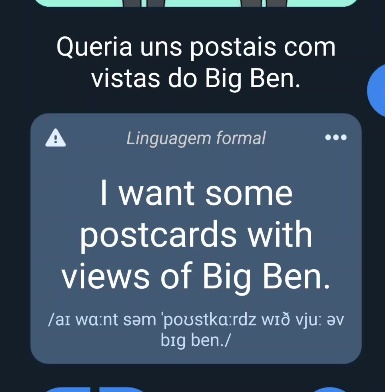 Queria uns postais com
vistas do Big Ben.
Linguagem formal
I want some
postcards with
views of Big Ben.
/aɪ wɑːnt səm ˈpoʊstkɑːrdz wɪð vjuː əv
bɪg ben./